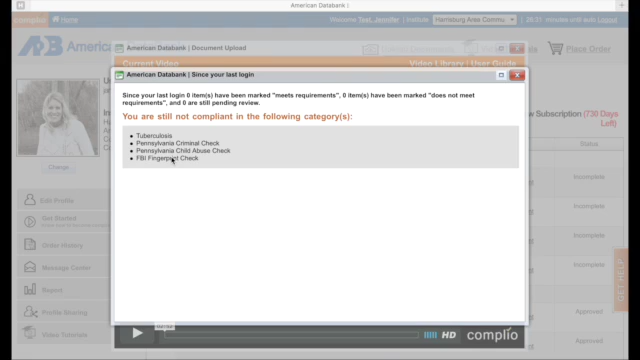 American Databank |
complio
Home
Welcome Test, Jennifer | Institute
Harrisburg Area Commu...
minutes until auto Logout
ADB America
American Databank | Document Upload
Place Order
Current Video
Video Library | User Guide
American Databank | Since your last login
Since your last login 0 item(s) have been marked "meets requirements", 0 item(s) have been marked "does not meet
requirements", and 0 are still pending review.
You are still not compliant in the following category(s):
• Tuberculosis
• Pennsylvania Criminal Check
• Pennsylvania Child Abuse Check
• FBI Fingerprint Check
w Subscription (730 Days
Left)
Status
Change
Incomplete
Edit Profile
Incomplete
Get Started
Order History
Incomplete
Message Center
Incomplete
Report
GET HELP
Profile Sharing
Approved
Video Tutorials
Approved
HD
complio